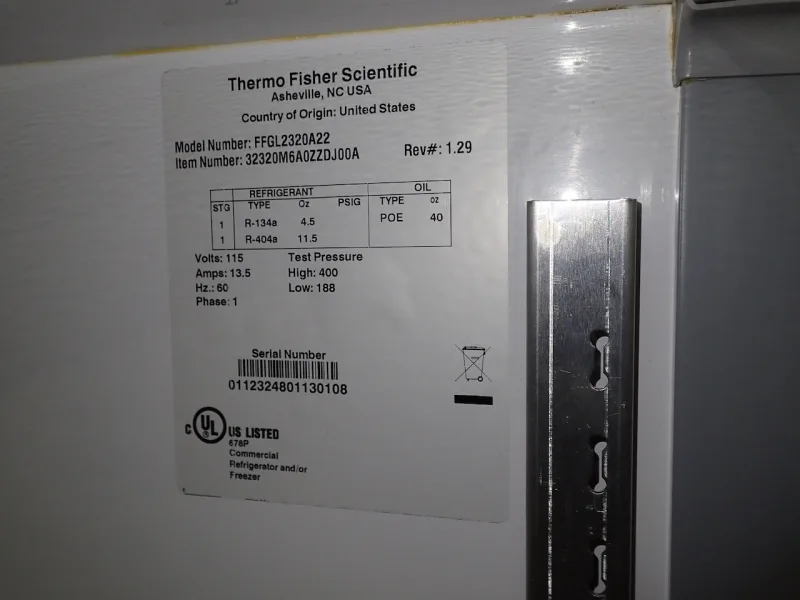 Thermo Fisher Scientific
Asheville, NC USA
Country of Origin: United States
Model Number: FFGL2320A22
Item Number: 32320M6A0ZZDJ00A Rev#: 1.29
REFRIGERANT OIL
STG TYPE Oz PSIG TYPE oz
1 R-134a 4.5 POE 40
1 R-404a 11.5
Volts: 115 Test Pressure
Amps: 13.5 High: 400
Hz.: 60 Low: 188
Phase: 1
Serial Number
0112324801130108
C UL US LISTED
678P
Commercial
Refrigerator and/or
Freezer